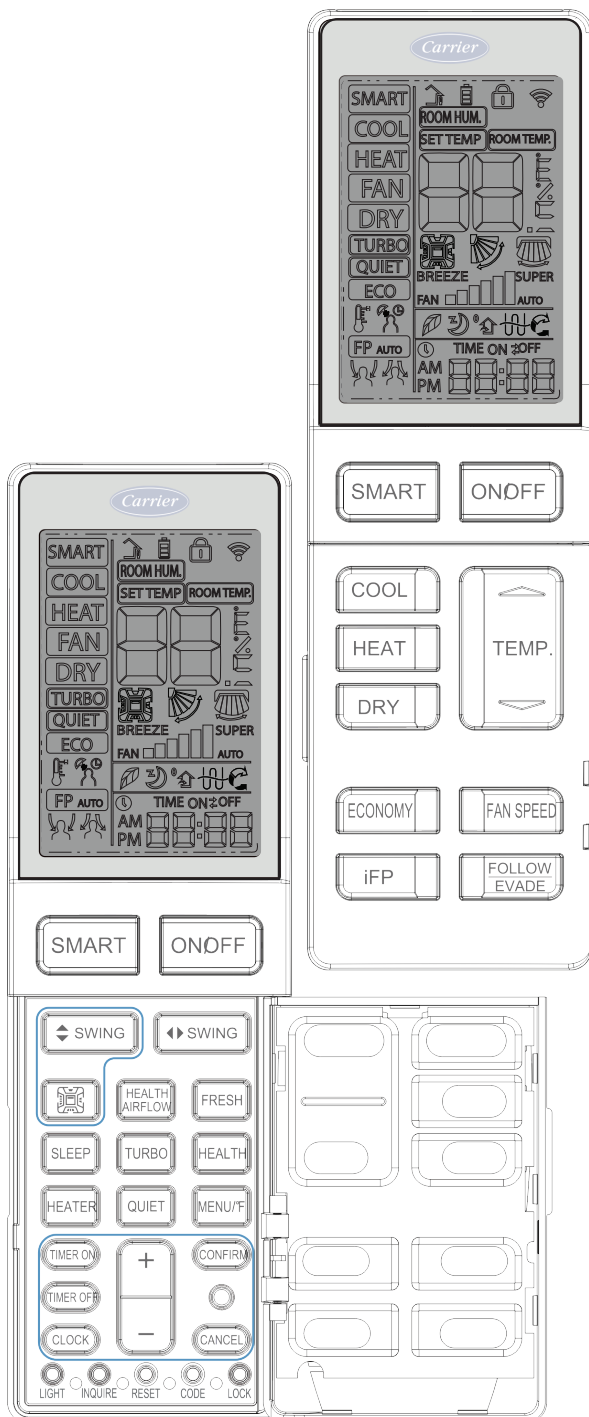 Carrier
SMART
COOL
HEAT
FAN
DRY
TURBO
QUIET
ECO
FP AUTO
ROOM HUM.
SET TEMP ROOM TEMP.
BREEZE SUPER
FAN AUTO
TIME ON OFF
AM
PM
SMART ON/OFF
COOL
HEAT
DRY
TEMP.
ECONOMY FAN SPEED
iFP FOLLOW
EVADE
Carrier
SMART
COOL
HEAT
FAN
DRY
TURBO
QUIET
ECO
FP AUTO
ROOM HUM.
SET TEMP ROOM TEMP.
BREEZE SUPER
FAN AUTO
TIME ON OFF
AM
PM
SMART ON/OFF
SWING SWING
HEALTH
AIRFLOW
FRESH
SLEEP TURBO HEALTH
HEATER QUIET MENU/°F
TIMER ON + CONFIRM
TIMER OFF
CLOCK − CANCEL
LIGHT INQUIRE RESET CODE LOCK